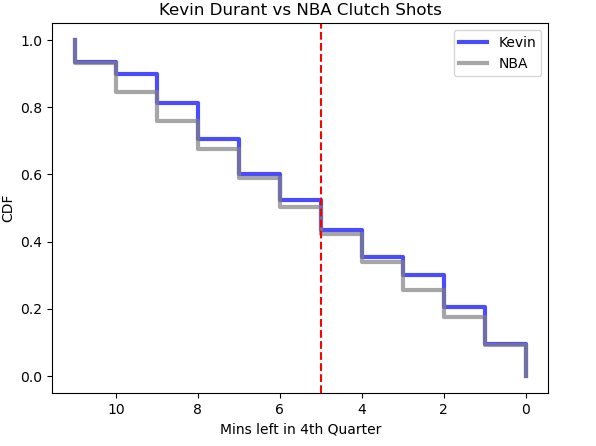 Kevin Durant vs NBA Clutch Shots
Kevin
NBA
CDF
1.0
0.8
0.6
0.4
0.2
0.0
10 8 6 4 2 0
Mins left in 4th Quarter